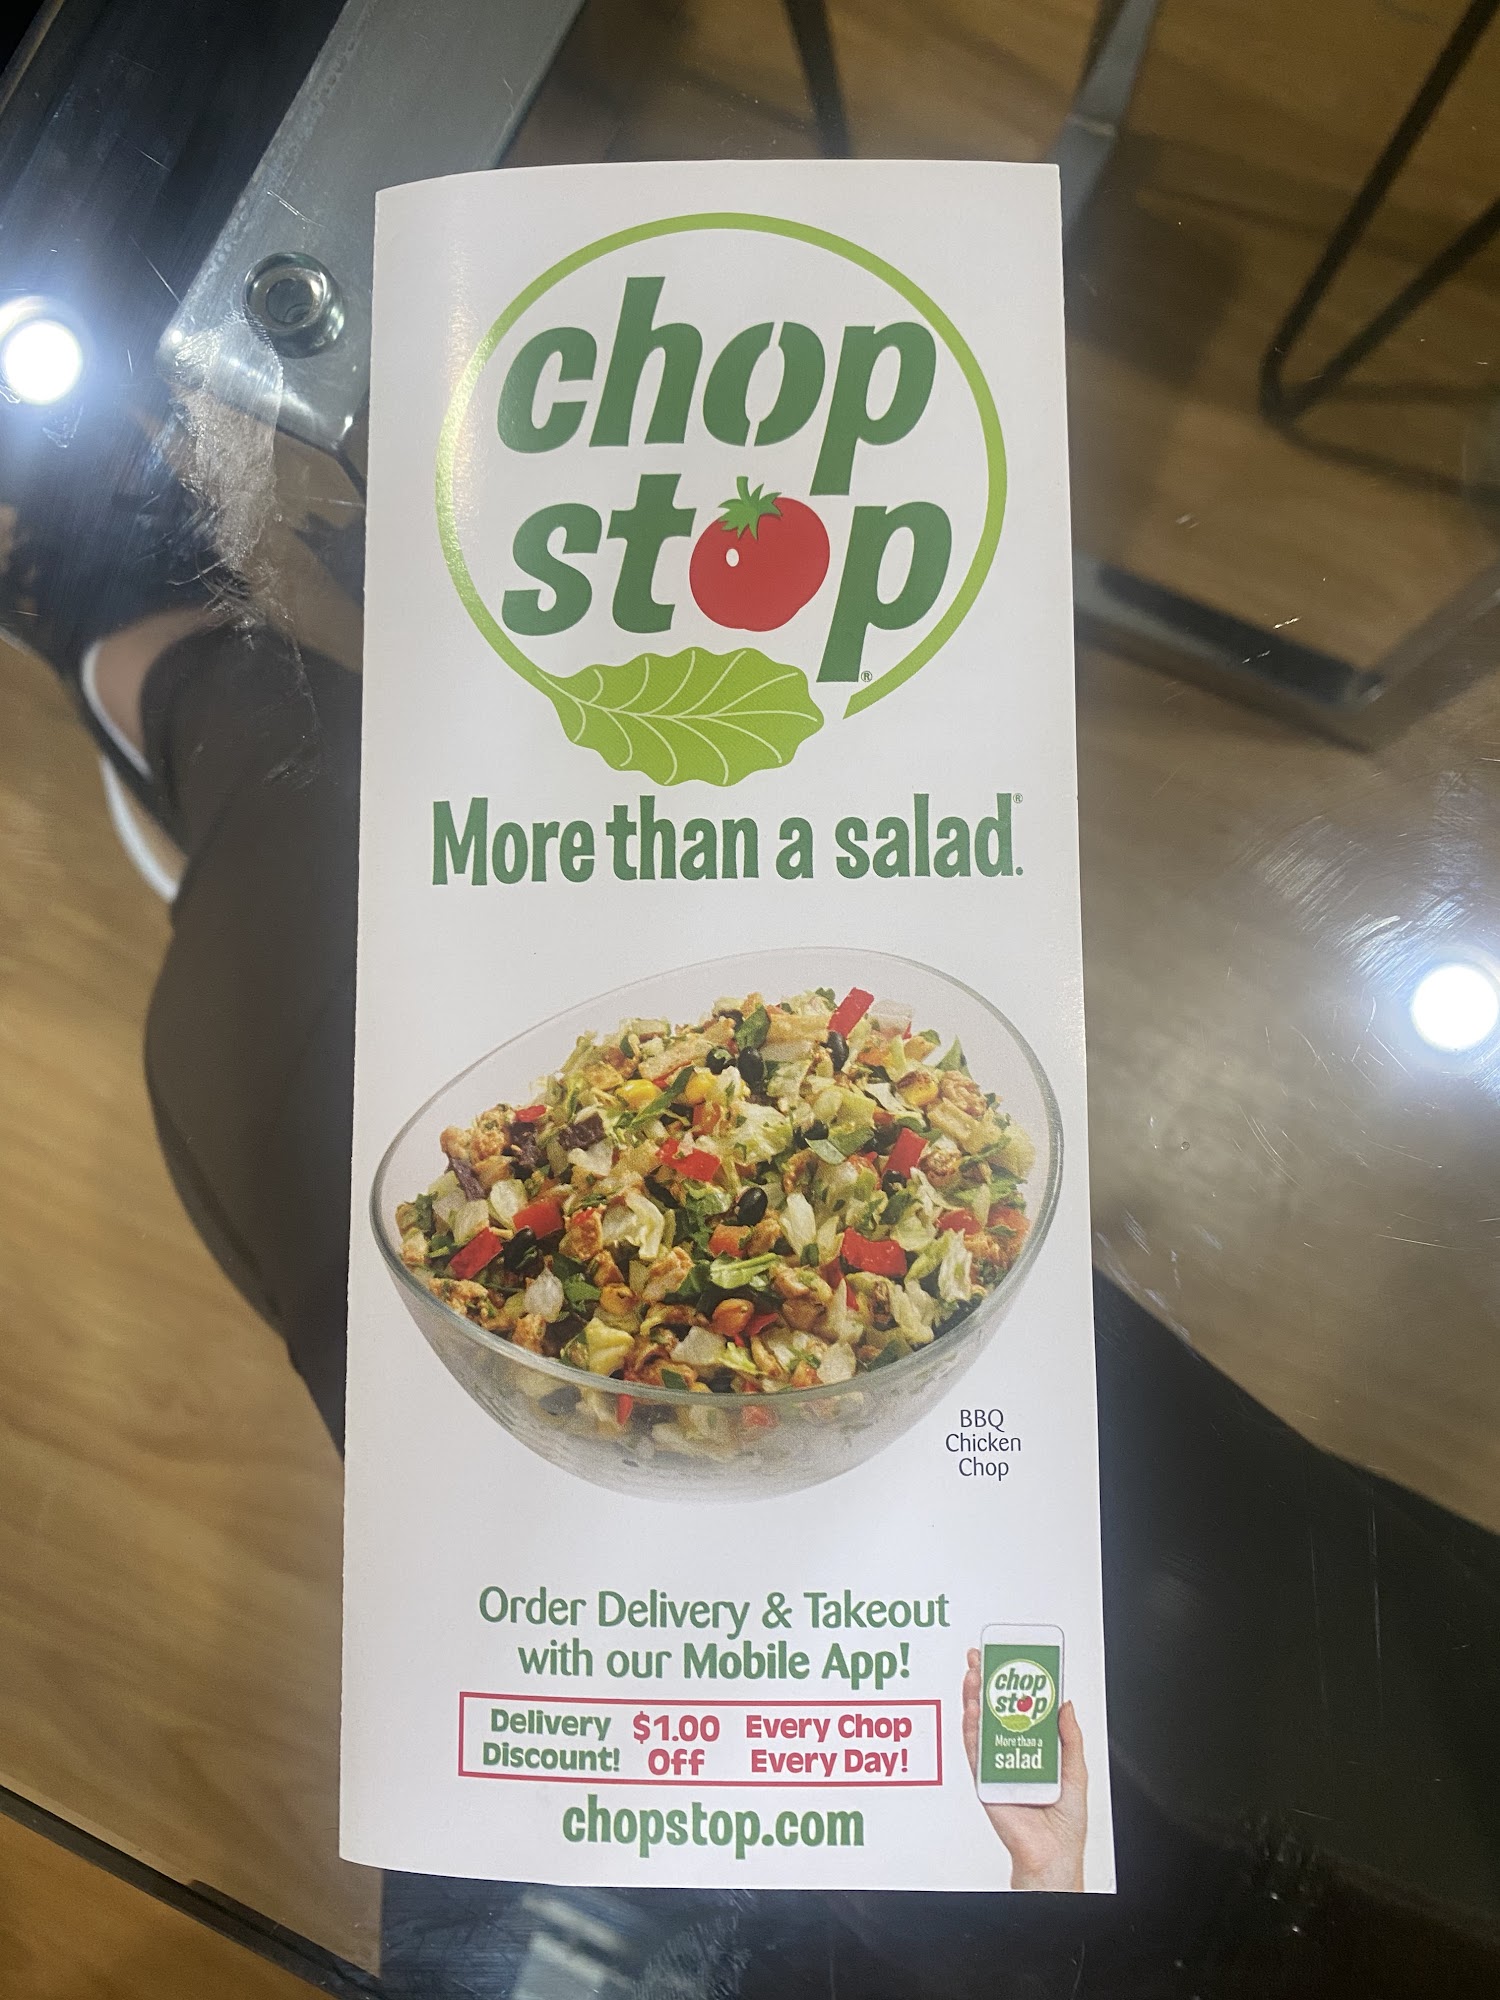 chop
stop®
More than a salad.®
BBQ
Chicken
Chop
Order Delivery & Takeout
with our Mobile App!
Delivery
Discount!
$1.00
Off
Every Chop
Every Day!
chopstop.com
chop
stop
More than a
salad